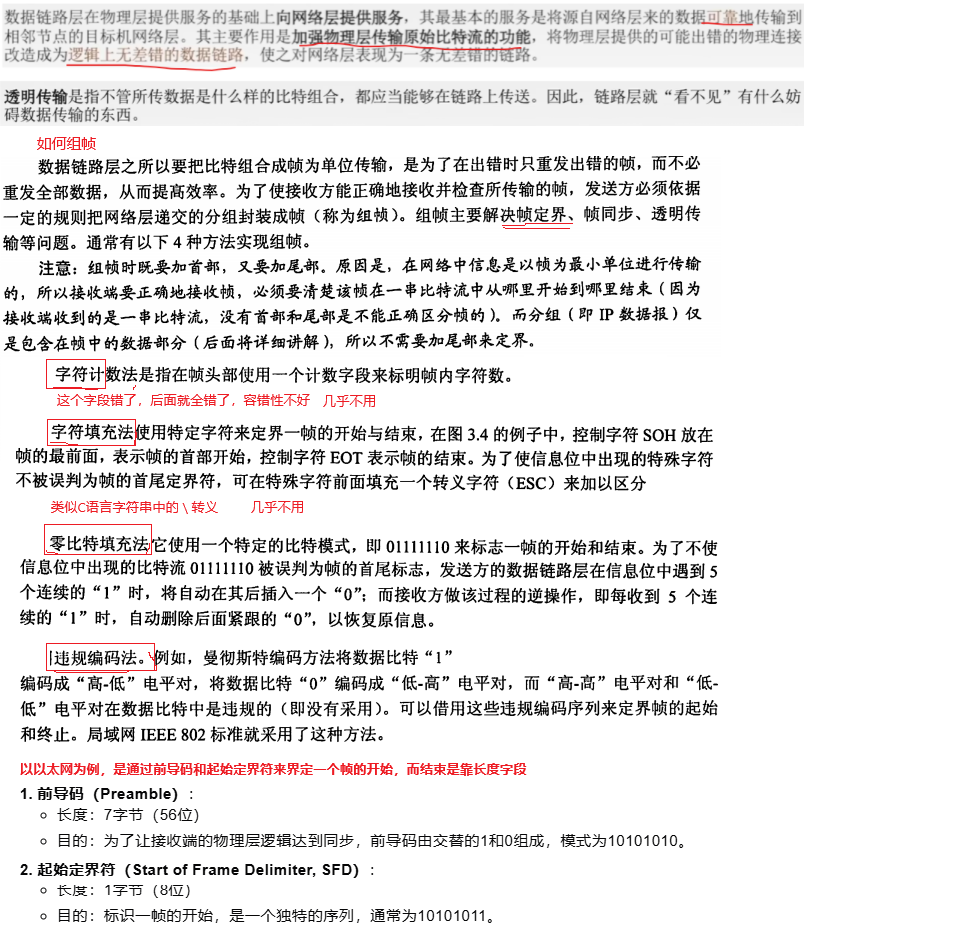 数据链路层在物理层提供服务的基础上向网络层提供服务，其最基本的服务是将源自网络层来的数据可靠地传输到
相邻节点的目标机网络层。其主要作用是加强物理层传输原始比特流的功能，将物理层提供的可能出错的物理连接
改造成为逻辑上无差错的数据链路，使之对网络层表现为一条无差错的链路。
透明传输是指不管所传数据是什么样的比特组合，都应当能够在链路上传送。因此，链路层就“看不见”有什么妨
碍数据传输的东西。
如何组帧
数据链路层之所以要把比特组合成帧为单位传输，是为了在出错时只重发出错的帧，而不必
重发全部数据，从而提高效率。为了使接收方能正确地接收并检查所传输的帧，发送方必须依据
一定的规则把网络层递交的分组封装成帧（称为组帧）。组帧主要解决帧定界、帧同步、透明传
输等问题。通常有以下 4 种方法实现组帧。
注意：组帧时既要加首部，又要加尾部。原因是，在网络中信息是以帧为最小单位进行传输
的，所以接收端要正确地接收帧，必须要清楚该帧在一串比特流中从哪里开始到哪里结束（因为
接收端收到的是一串比特流，没有首部和尾部是不能正确区分帧的）。而分组（即 IP 数据报）仅
是包含在帧中的数据部分（后面将详细讲解），所以不需要加尾部来定界。
字符计数法是指在帧头部使用一个计数字段来标明帧内字符数。
这个字段错了，后面就全错了，容错性不好 几乎不用
字符填充法使用特定字符来定界一帧的开始与结束，在图 3.4 的例子中，控制字符 SOH 放在
帧的最前面，表示帧的首部开始，控制字符 EOT 表示帧的结束。为了使信息位中出现的特殊字符
不被误判为帧的首尾定界符，可在特殊字符前面填充一个转义字符（ESC）来加以区分
类似C语言字符串中的 \ 转义 几乎不用
零比特填充法它使用一个特定的比特模式，即 01111110 来标志一帧的开始和结束。为了不使
信息位中出现的比特流 01111110 被误判为帧的首尾标志，发送方的数据链路层在信息位中遇到 5
个连续的“1”时，将自动在其后插入一个“0”；而接收方做该过程的逆操作，即每收到 5 个连
续的“1”时，自动删除后面紧跟的“0”，以恢复原信息。
违规编码法。例如，曼彻斯特编码方法将数据比特“1”
编码成“高-低”电平对，将数据比特“0”编码成“低-高”电平对，而“高-高”电平对和“低-
低”电平对在数据比特中是违规的（即没有采用）。可以借用这些违规编码序列来定界帧的起始
和终止。局域网 IEEE 802 标准就采用了这种方法。
以以太网为例，是通过前导码和起始定界符来界定一个帧的开始，而结束是靠长度字段
1. 前导码（Preamble）：
长度：7字节（56位）
目的：为了让接收端的物理层逻辑达到同步，前导码由交替的1和0组成，模式为10101010。
2. 起始定界符（Start of Frame Delimiter, SFD）：
长度：1字节（8位）
目的：标识一帧的开始，是一个独特的序列，通常为10101011。